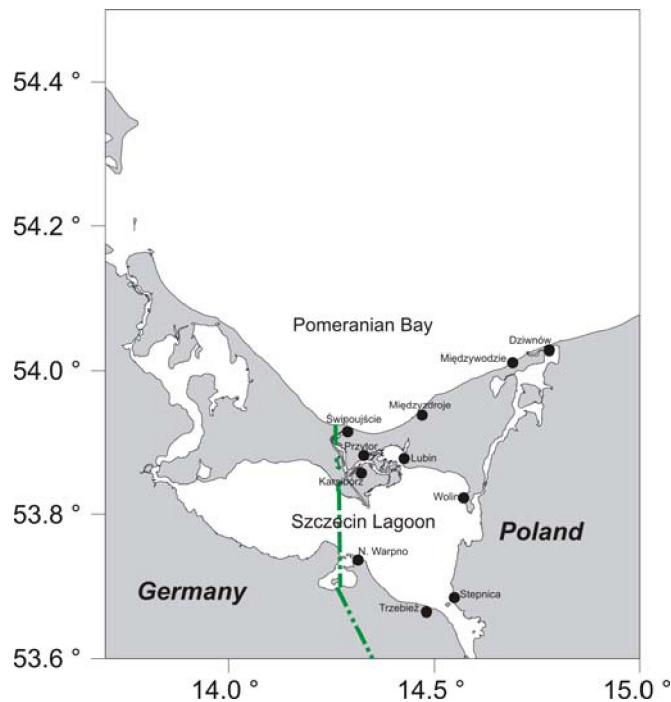 54.4 °
54.2 °
54.0 °
53.8 °
53.6 °
Pomeranian Bay
Dziwnów
Międzywodzie
Międzyzdroje
Świnoujście
Przytor
Lubin
Karsibórz
Wolin
Szczecin Lagoon
Poland
N. Warpno
Germany
Stepnica
Trzebież
14.0 °
14.5 °
15.0 °